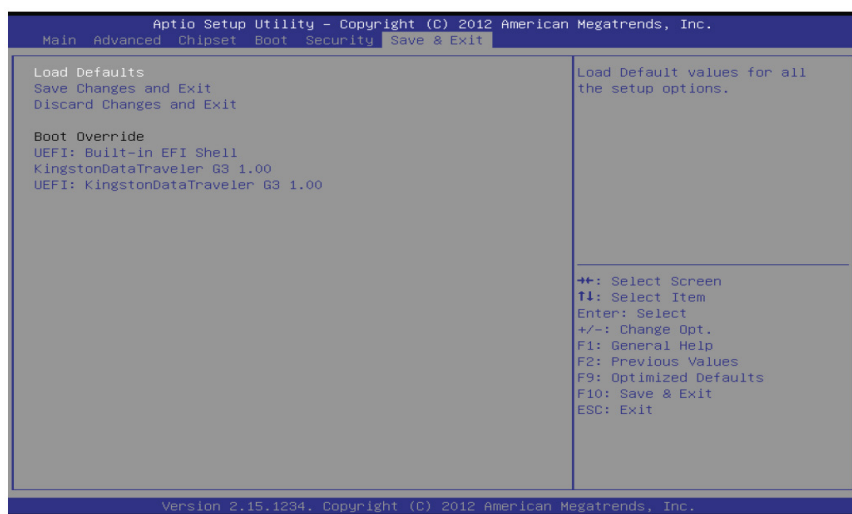 Aptio Setup Utility – Copyright (C) 2012 American Megatrends, Inc.
Main Advanced Chipset Boot Security Save & Exit
Load Defaults
Save Changes and Exit
Discard Changes and Exit
Boot Override
UEFI: Built-in EFI Shell
KingstonDataTraveler G3 1.00
UEFI: KingstonDataTraveler G3 1.00
Load Default values for all
the setup options.
→←: Select Screen
↑↓: Select Item
Enter: Select
+/-: Change Opt.
F1: General Help
F2: Previous Values
F9: Optimized Defaults
F10: Save & Exit
ESC: Exit
Version 2.15.1234. Copyright (C) 2012 American Megatrends, Inc.